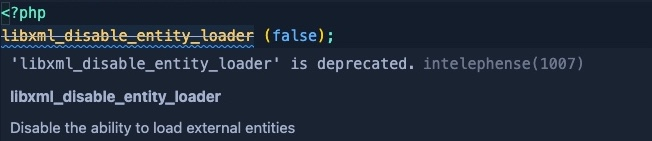 <?php
libxml_disable_entity_loader (false);
'libxml_disable_entity_loader' is deprecated. intelephense(1007)
libxml_disable_entity_loader
Disable the ability to load external entities